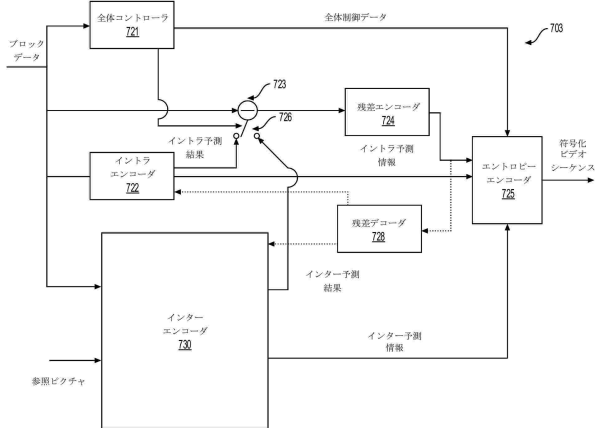 全体コントローラ
721
全体制御データ
703
ブロック
データ
723
726
残差エンコーダ
724
イントラ予測
結果
イントラ予測
情報
イントラ
エンコーダ
722
エントロピー
エンコーダ
725
符号化
ビデオ
シーケンス
残差デコーダ
728
インター予測
結果
インター
エンコーダ
730
インター予測
情報
参照ピクチャ